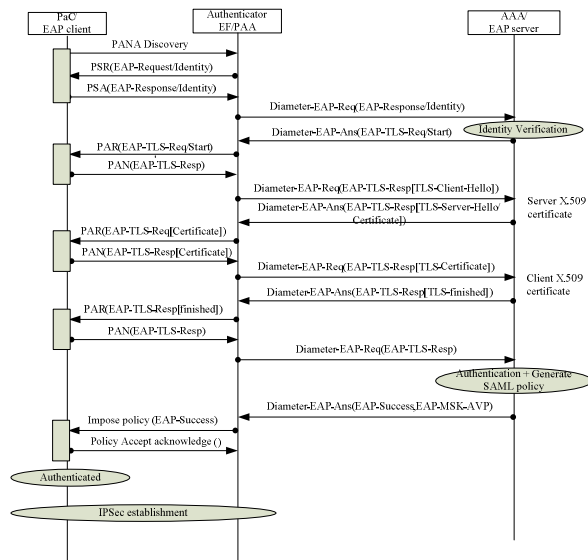 PaC/
EAP client
Authenticator
EF/PAA
AAA/
EAP server
PANA Discovery
PSR(EAP-Request/Identity)
PSA(EAP-Response/Identity)
Diameter-EAP-Req(EAP-Response/Identity)
Identity Verification
Diameter-EAP-Ans(EAP-TLS-Req/Start)
PAR(EAP-TLS-Req/Start)
PAN(EAP-TLS-Resp)
Diameter-EAP-Req(EAP-TLS-Resp[TLS-Client-Hello])
Diameter-EAP-Ans(EAP-TLS-Resp[TLS-Server-Hello/
Certificate])
Server X.509
certificate
PAR(EAP-TLS-Req[Certificate])
PAN(EAP-TLS-Resp[Certificate])
Diameter-EAP-Req(EAP-TLS-Resp[TLS-Certificate])
Client X.509
certificate
Diameter-EAP-Ans(EAP-TLS-Resp[TLS-finished])
PAR(EAP-TLS-Resp[finished])
PAN(EAP-TLS-Resp)
Diameter-EAP-Req(EAP-TLS-Resp)
Authentication + Generate
SAML policy
Diameter-EAP-Ans(EAP-Success,EAP-MSK-AVP)
Impose policy (EAP-Success)
Policy Accept acknowledge ()
Authenticated
IPSec establishment